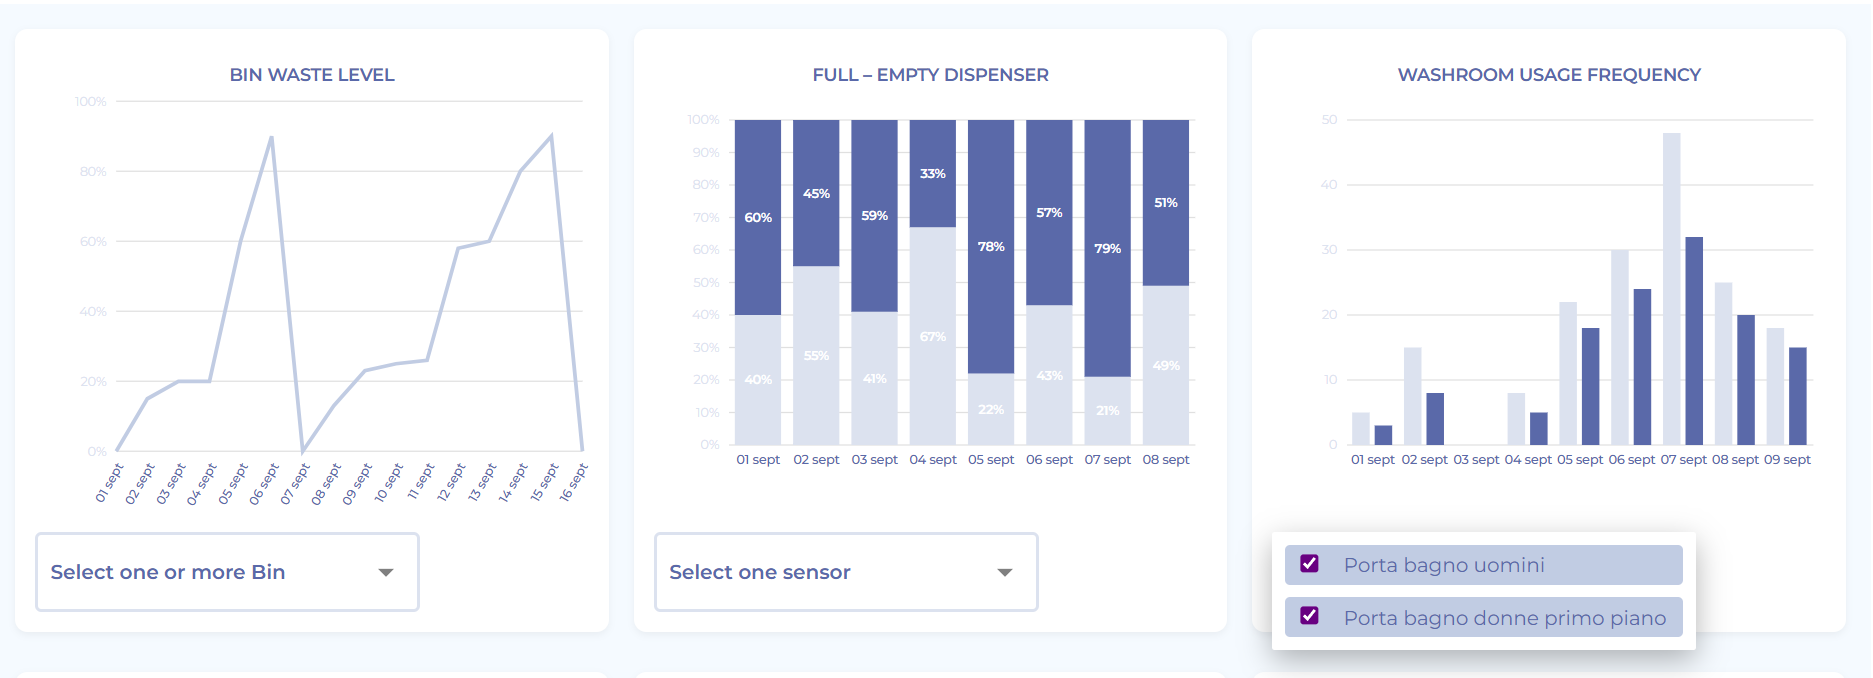 BIN WASTE LEVEL
100%
80%
60%
40%
20%
0%
01 sept 02 sept 03 sept 04 sept 05 sept 06 sept 07 sept 08 sept 09 sept 10 sept 11 sept 12 sept 13 sept 14 sept 15 sept 16 sept
Select one or more Bin
FULL – EMPTY DISPENSER
100%
90%
80%
70%
60%
50%
40%
30%
20%
10%
0%
60% 45% 59% 33% 78% 57% 79% 51%
40% 55% 41% 67% 22% 43% 21% 49%
01 sept 02 sept 03 sept 04 sept 05 sept 06 sept 07 sept 08 sept
Select one sensor
WASHROOM USAGE FREQUENCY
50
40
30
20
10
0
01 sept 02 sept 03 sept 04 sept 05 sept 06 sept 07 sept 08 sept 09 sept
Porta bagno uomini
Porta bagno donne primo piano